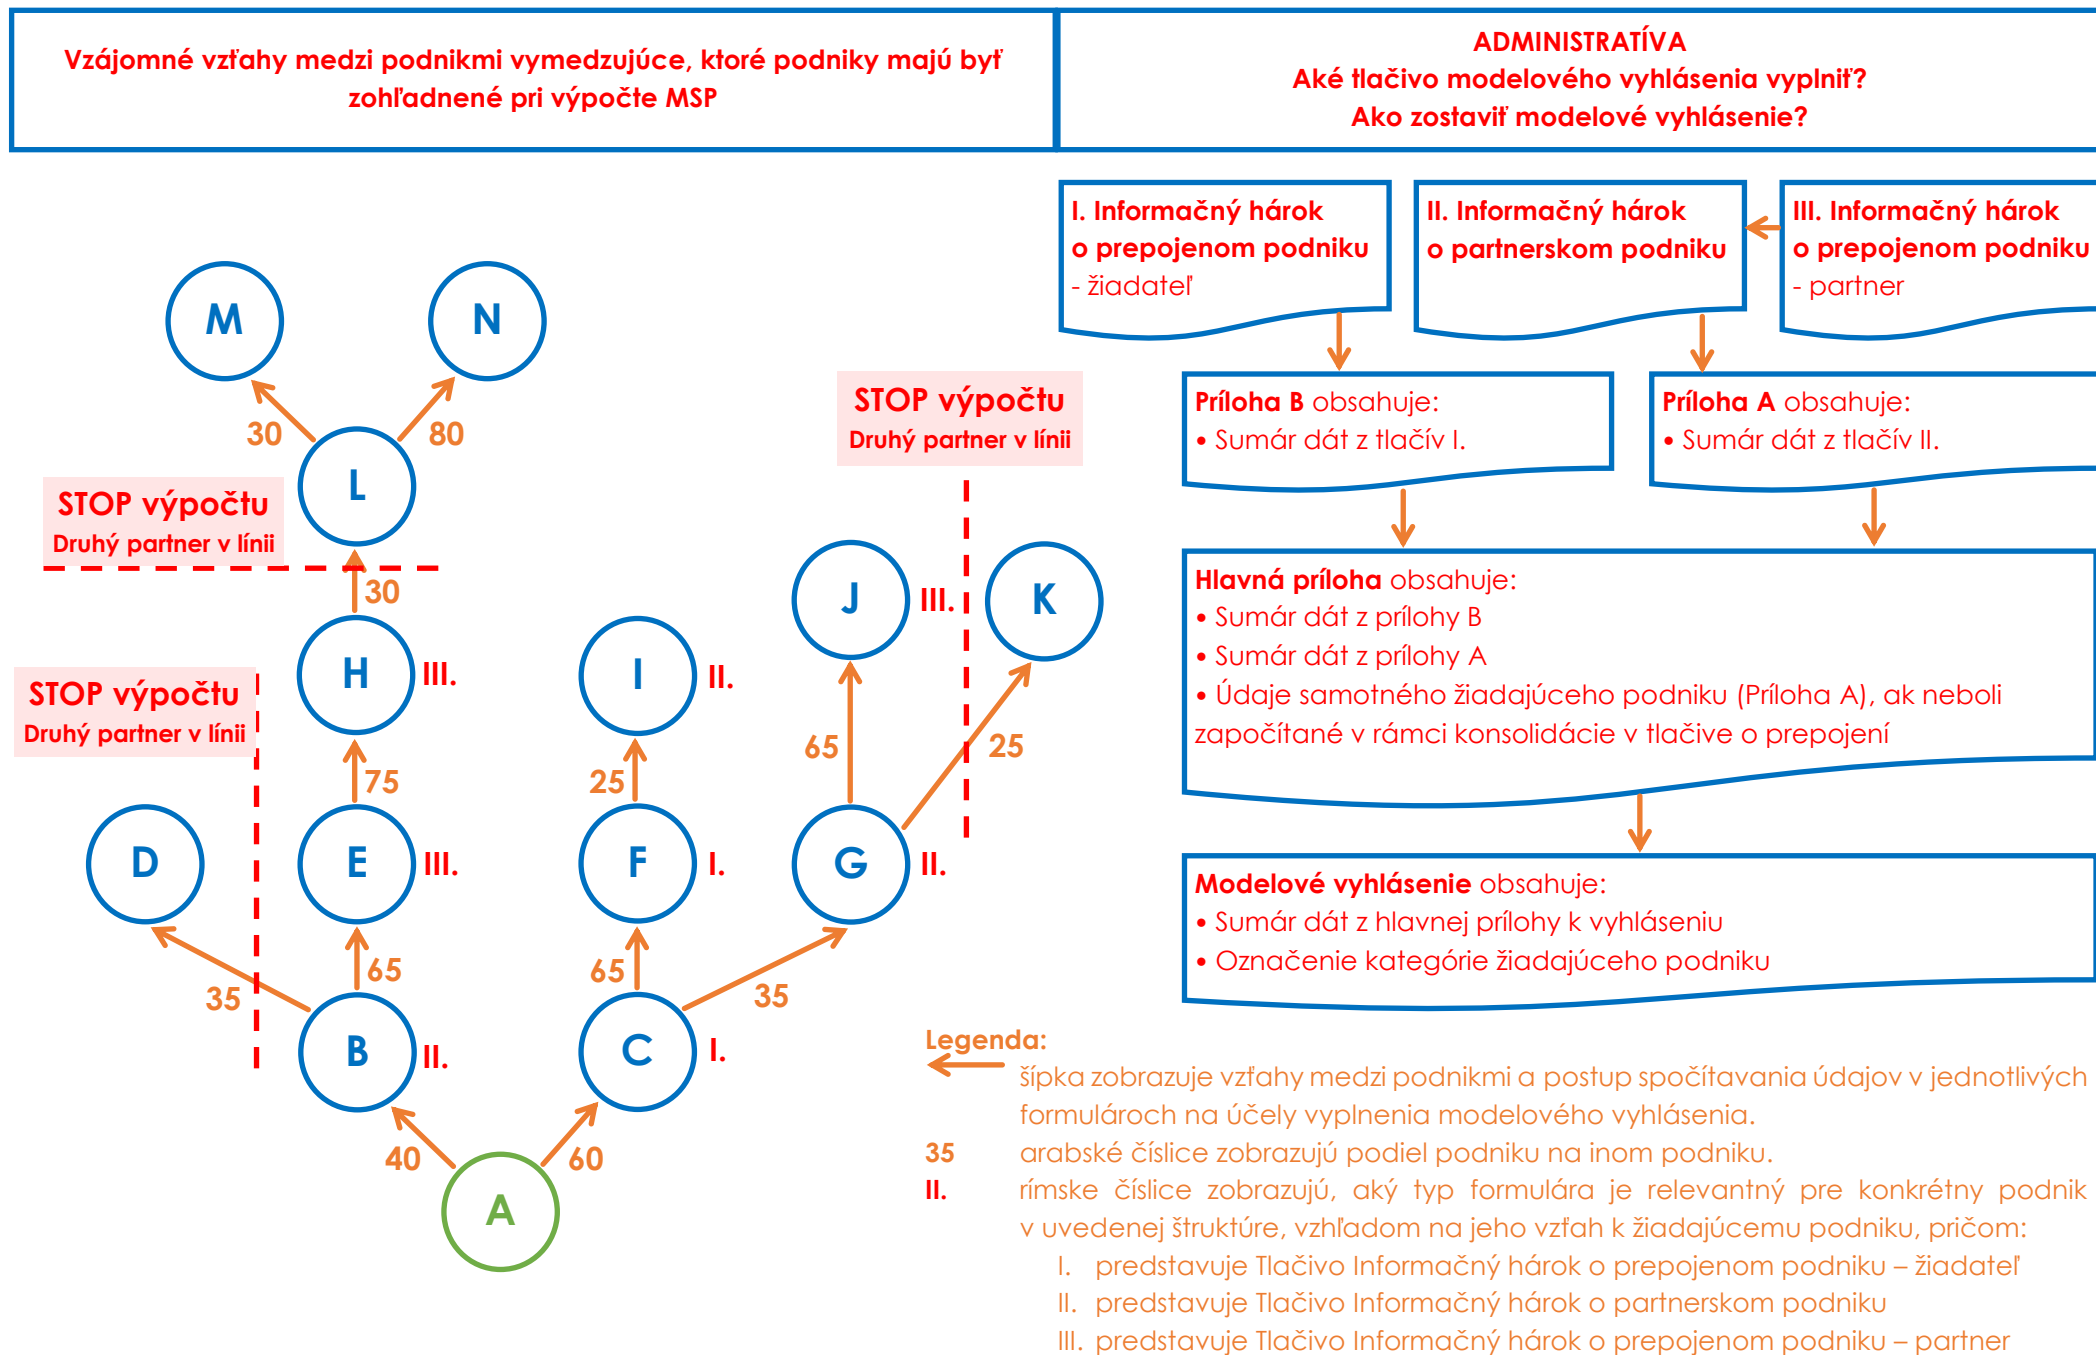 Vzájomné vzťahy medzi podnikmi vymedzujúce, ktoré podniky majú byť
zohľadnené pri výpočte MSP
ADMINISTRATÍVA
Aké tlačivo modelového vyhlásenia vyplniť?
Ako zostaviť modelové vyhlásenie?
I. Informačný hárok
o prepojenom podniku
- žiadateľ
II. Informačný hárok
o partnerskom podniku
III. Informačný hárok
o prepojenom podniku
- partner
Príloha B obsahuje:
• Sumár dát z tlačív I.
Príloha A obsahuje:
• Sumár dát z tlačív II.
Hlavná príloha obsahuje:
• Sumár dát z prílohy B
• Sumár dát z prílohy A
• Údaje samotného žiadajúceho podniku (Príloha A), ak neboli
započítané v rámci konsolidácie v tlačive o prepojení
Modelové vyhlásenie obsahuje:
• Sumár dát z hlavnej prílohy k vyhláseniu
• Označenie kategórie žiadajúceho podniku
M
N
30
80
L
STOP výpočtu
Druhý partner v línii
STOP výpočtu
Druhý partner v línii
30
J
III.
K
H
III.
I
II.
STOP výpočtu
Druhý partner v línii
65
25
75
25
D
E
III.
F
I.
G
II.
35
65
65
35
B
II.
C
I.
40
60
A
Legenda:
šípka zobrazuje vzťahy medzi podnikmi a postup spočítavania údajov v jednotlivých
formulároch na účely vyplnenia modelového vyhlásenia.
35 arabské číslice zobrazujú podiel podniku na inom podniku.
II. rímske číslice zobrazujú, aký typ formulára je relevantný pre konkrétny podnik
v uvedenej štruktúre, vzhľadom na jeho vzťah k žiadajúcemu podniku, pričom:
I. predstavuje Tlačivo Informačný hárok o prepojenom podniku – žiadateľ
II. predstavuje Tlačivo Informačný hárok o partnerskom podniku
III. predstavuje Tlačivo Informačný hárok o prepojenom podniku – partner